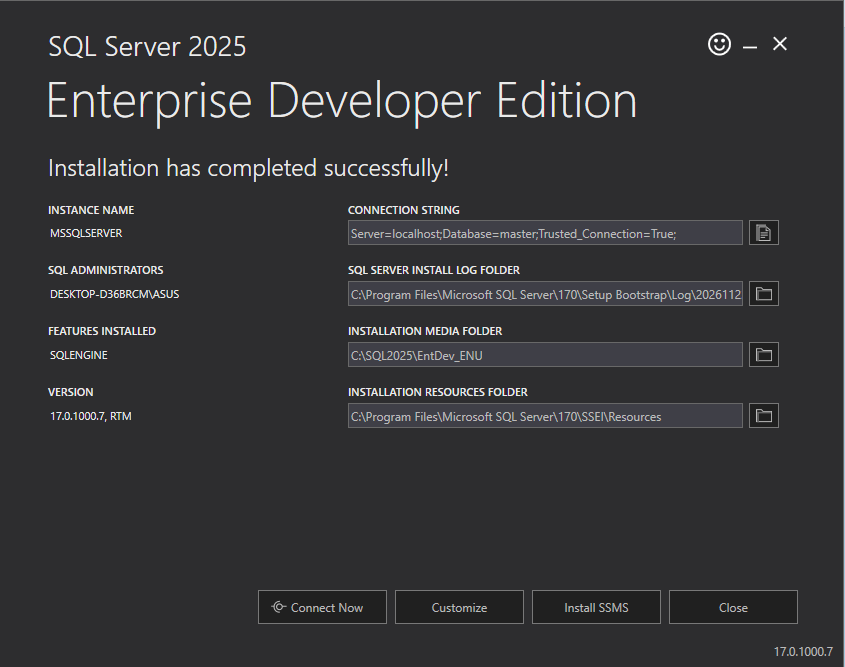 SQL Server 2025
Enterprise Developer Edition
Installation has completed successfully!
INSTANCE NAME
MSSQLSERVER
CONNECTION STRING
Server=localhost;Database=master;Trusted_Connection=True;
SQL ADMINISTRATORS
DESKTOP-D36BRCM\ASUS
SQL SERVER INSTALL LOG FOLDER
C:\Program Files\Microsoft SQL Server\170\Setup Bootstrap\Log\2026112
FEATURES INSTALLED
SQLENGINE
INSTALLATION MEDIA FOLDER
C:\SQL2025\EntDev_ENU
VERSION
17.0.1000.7, RTM
INSTALLATION RESOURCES FOLDER
C:\Program Files\Microsoft SQL Server\170\SSEI\Resources
Connect Now
Customize
Install SSMS
Close
17.0.1000.7